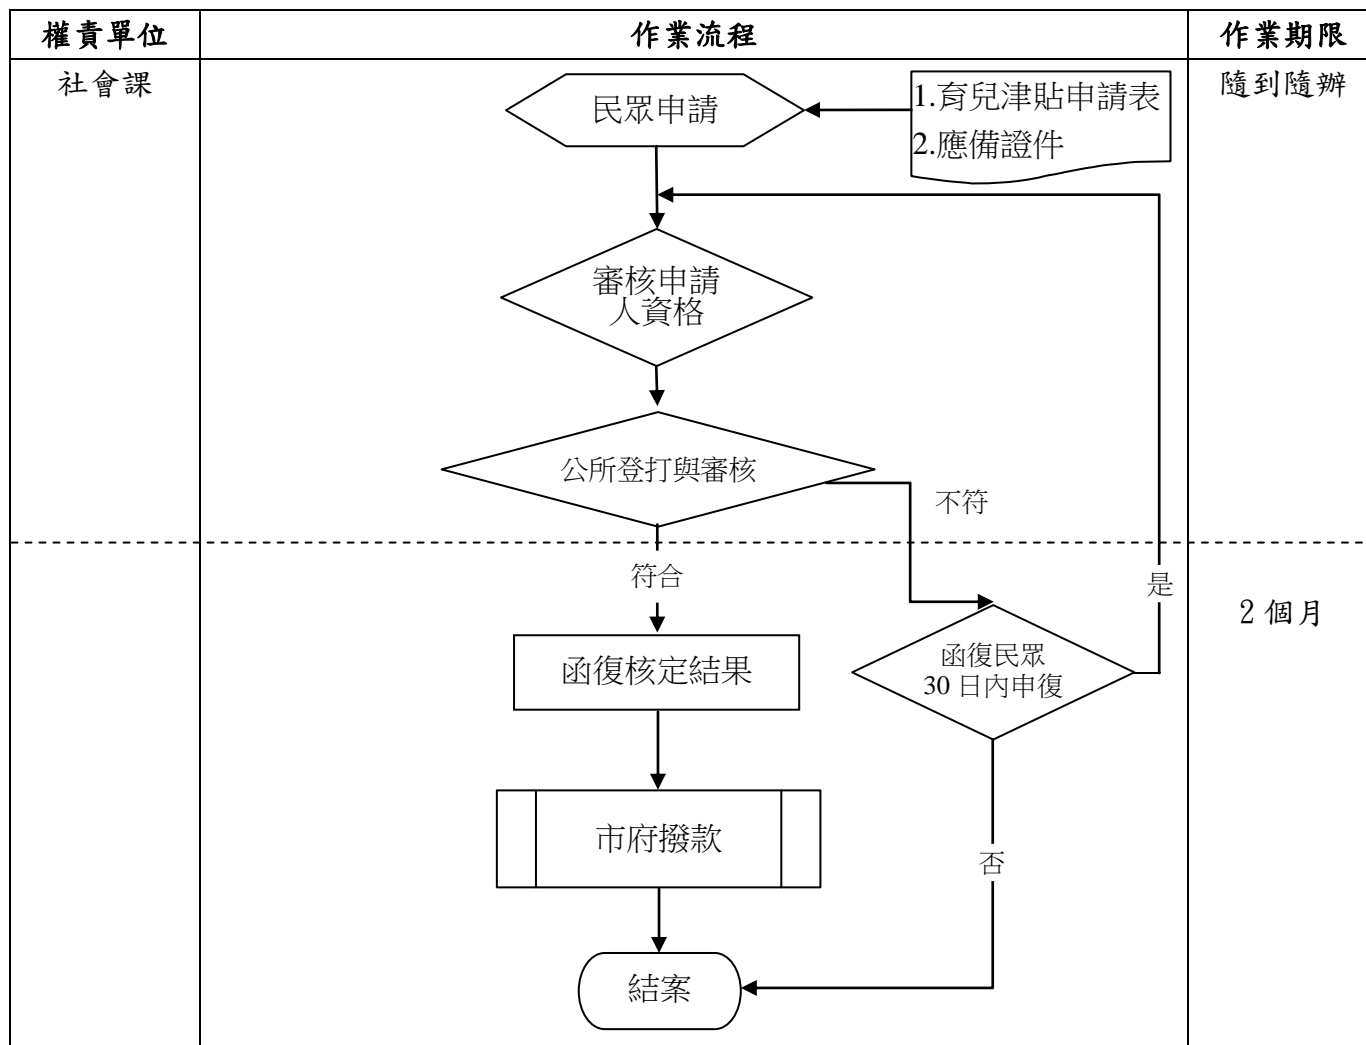 權責單位
作業流程
作業期限
社會課
民眾申請
1.育兒津貼申請表
2.應備證件
隨到隨辦
審核申請
人資格
公所登打與審核
不符
符合
是
2個月
函復核定結果
函復民眾
30日內申復
市府撥款
否
結案